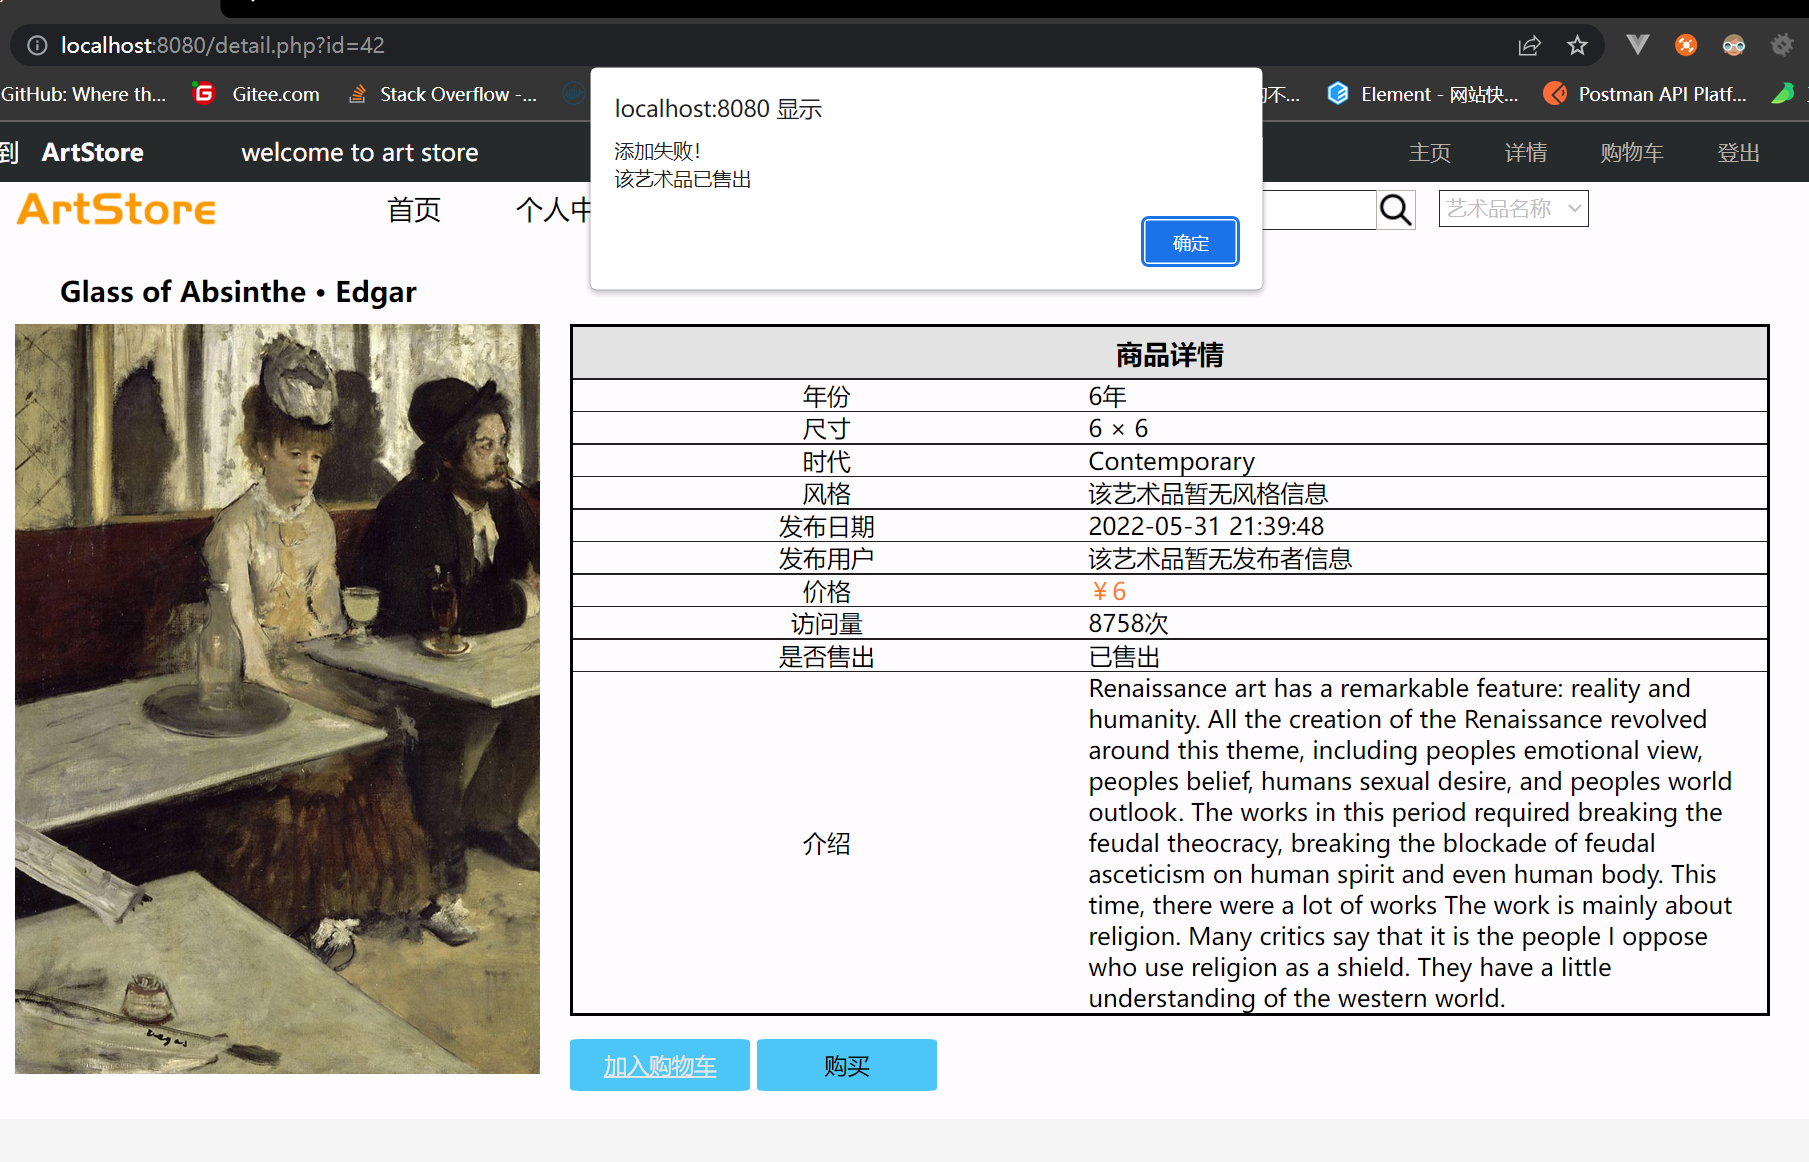 localhost:8080/detail.php?id=42
GitHub: Where th...
Gitee.com
Stack Overflow -...
的不...
Element - 网站快...
Postman API Platf...
localhost:8080 显示
添加失败！
该艺术品已售出
确定
到 ArtStore
welcome to art store
主页
详情
购物车
登出
ArtStore
首页
个人中
艺术品名称
Glass of Absinthe • Edgar
商品详情
年份 6年
尺寸 6 × 6
时代 Contemporary
风格 该艺术品暂无风格信息
发布日期 2022-05-31 21:39:48
发布用户 该艺术品暂无发布者信息
价格 ￥6
访问量 8758次
是否售出 已售出
介绍
Renaissance art has a remarkable feature: reality and
humanity. All the creation of the Renaissance revolved
around this theme, including peoples emotional view,
peoples belief, humans sexual desire, and peoples world
outlook. The works in this period required breaking the
feudal theocracy, breaking the blockade of feudal
asceticism on human spirit and even human body. This
time, there were a lot of works The work is mainly about
religion. Many critics say that it is the people I oppose
who use religion as a shield. They have a little
understanding of the western world.
加入购物车
购买